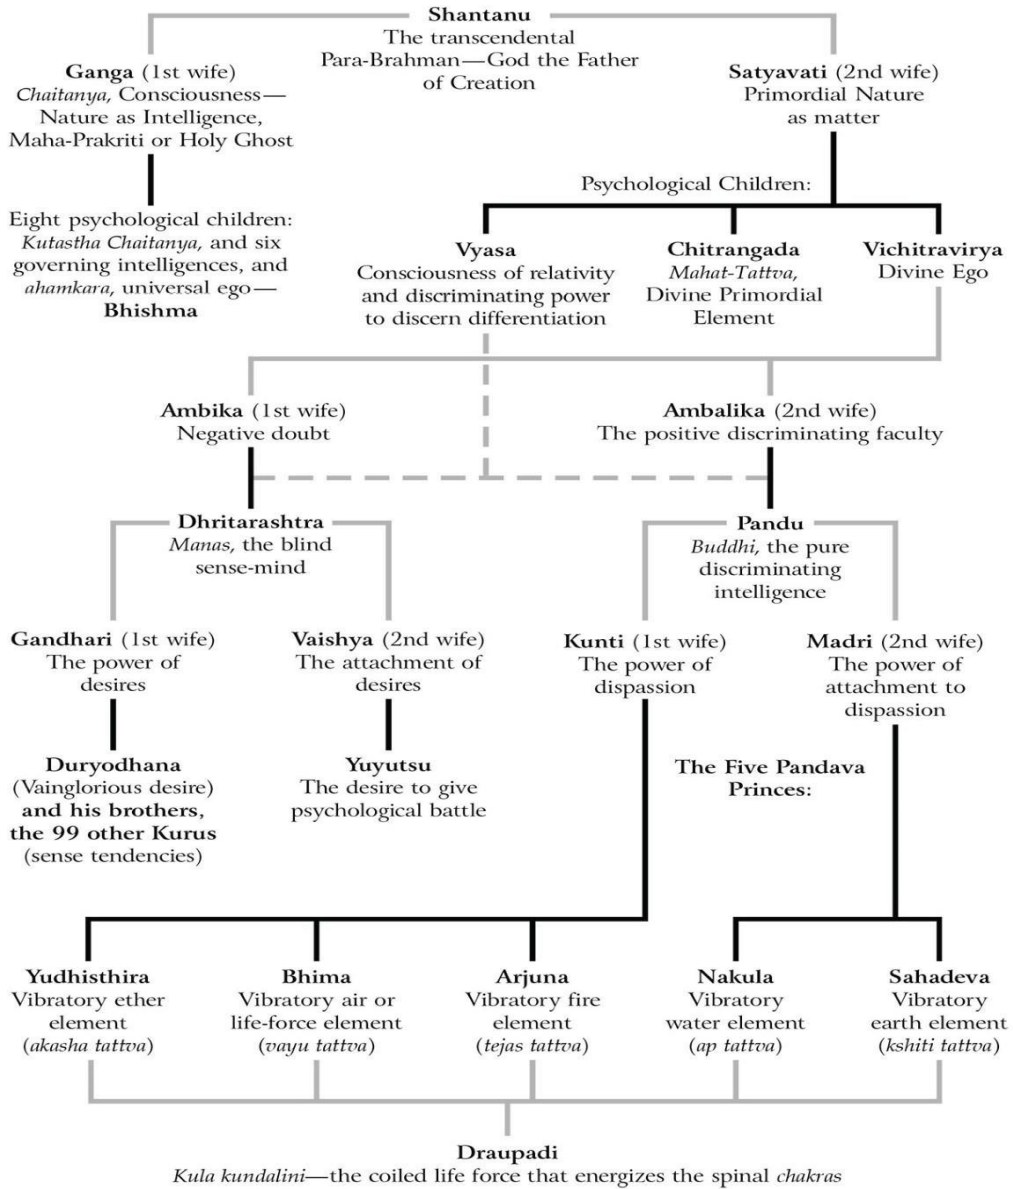 Shantanu
The transcendental
Para-Brahman—God the Father
of Creation
Ganga (1st wife)
Chaitanya, Consciousness—
Nature as Intelligence,
Maha-Prakriti or Holy Ghost
Satyavati (2nd wife)
Primordial Nature
as matter
Psychological Children:
Eight psychological children:
Kutastha Chaitanya, and six
governing intelligences, and
ahamkara, universal ego—
Bhishma
Vyasa
Consciousness of relativity
and discriminating power
to discern differentiation
Chitrangada
Mahat-Tattva,
Divine Primordial
Element
Vichitravirya
Divine Ego
Ambika (1st wife)
Negative doubt
Ambalika (2nd wife)
The positive discriminating faculty
Dhritarashtra
Manas, the blind
sense-mind
Pandu
Buddhi, the pure
discriminating
intelligence
Gandhari (1st wife)
The power of
desires
Vaishya (2nd wife)
The attachment of
desires
Kunti (1st wife)
The power of
dispassion
Madri (2nd wife)
The power of
attachment to
dispassion
Duryodhana
(Vainglorious desire)
and his brothers,
the 99 other Kurus
(sense tendencies)
Yuyutsu
The desire to give
psychological battle
The Five Pandava
Princes:
Yudhisthira
Vibratory ether
element
(akasha tattva)
Bhima
Vibratory air or
life-force element
(vayu tattva)
Arjuna
Vibratory fire
element
(tejas tattva)
Nakula
Vibratory
water element
(ap tattva)
Sahadeva
Vibratory
earth element
(kshiti tattva)
Draupadi
Kula kundalini—the coiled life force that energizes the spinal chakras